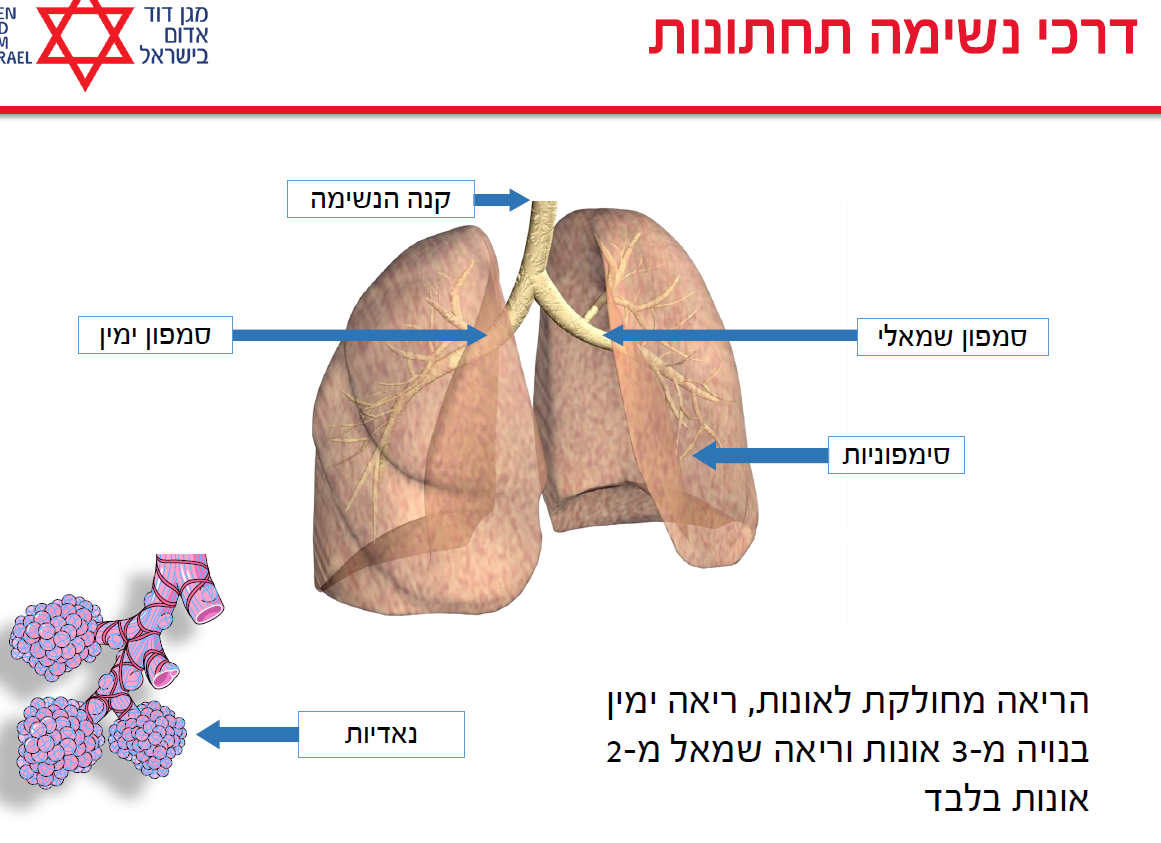 דרכי נשימה תחתונות
מגן דוד
אדום
בישראל
RAEL
קנה הנשימה
סמפון ימין
סמפון שמאלי
סימפוניות
נאדיות
הריאה מחולקת לאונות, ריאה ימין
בנויה מ-3 אונות וריאה שמאל מ-2
אונות בלבד